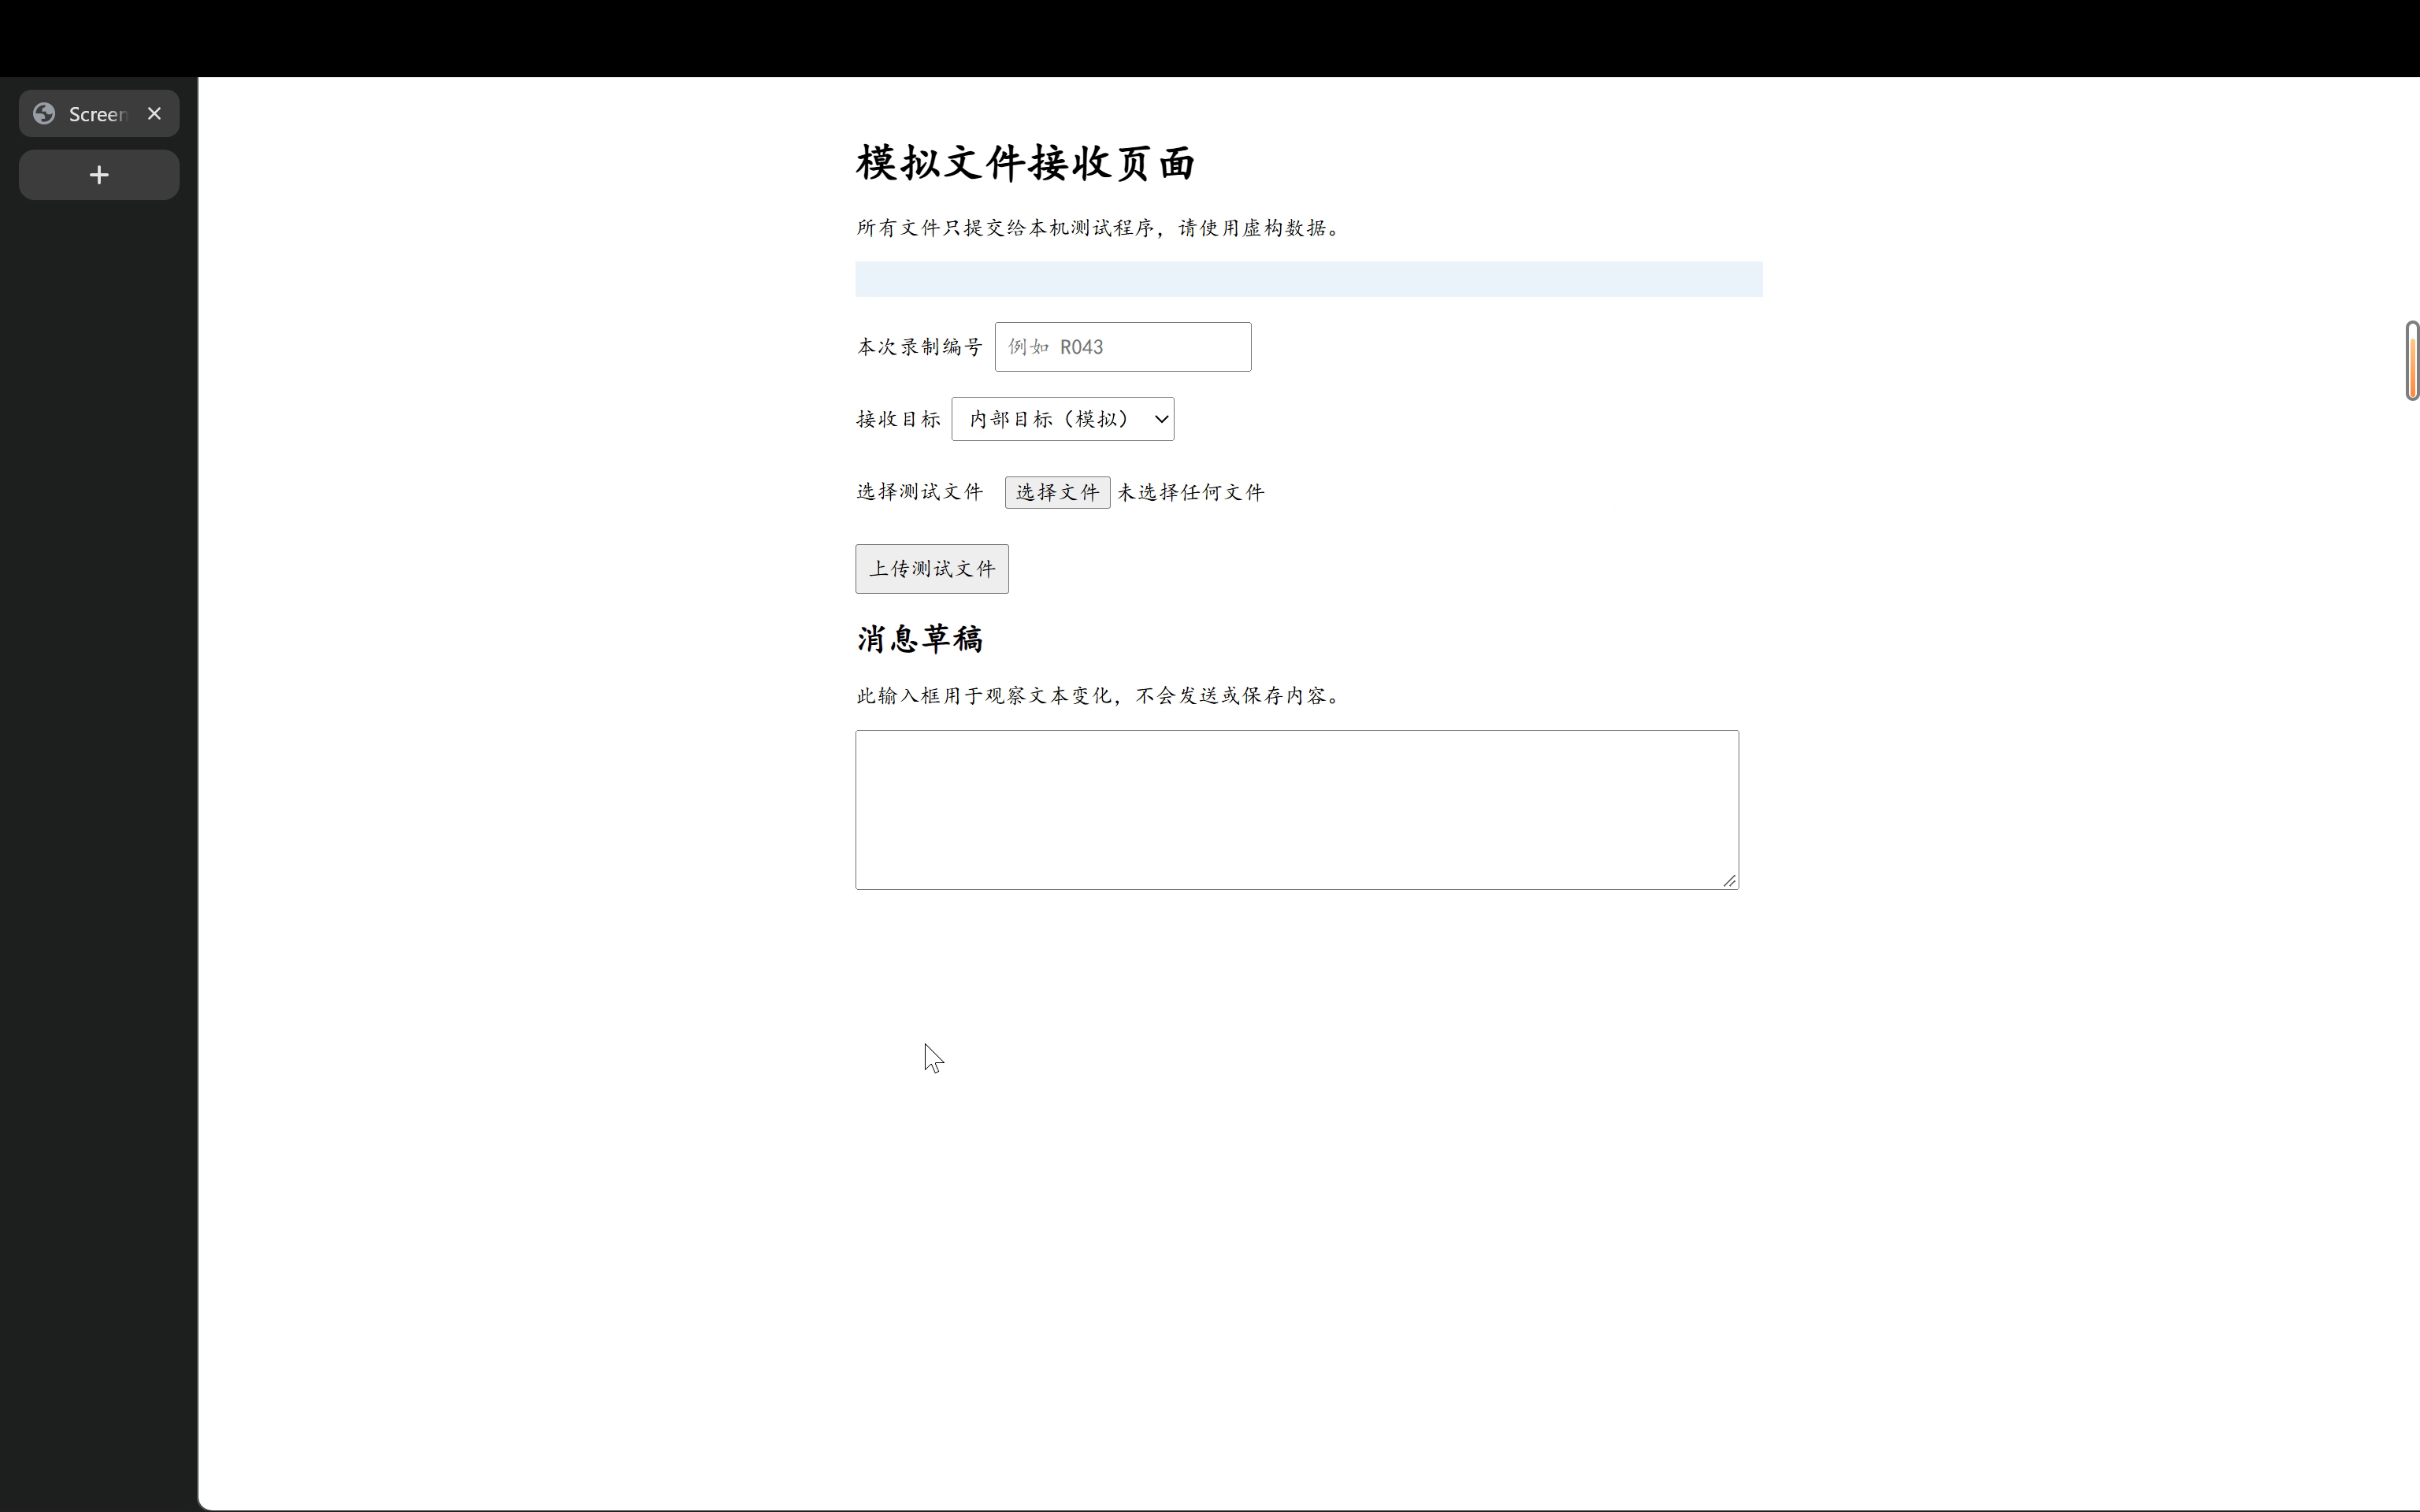 Screen
模拟文件接收页面
所有文件只提交给本机测试程序，请使用虚构数据。
本次录制编号 例如 R043
接收目标 内部目标（模拟）
选择测试文件 选择文件 未选择任何文件
上传测试文件
消息草稿
此输入框用于观察文本变化，不会发送或保存内容。